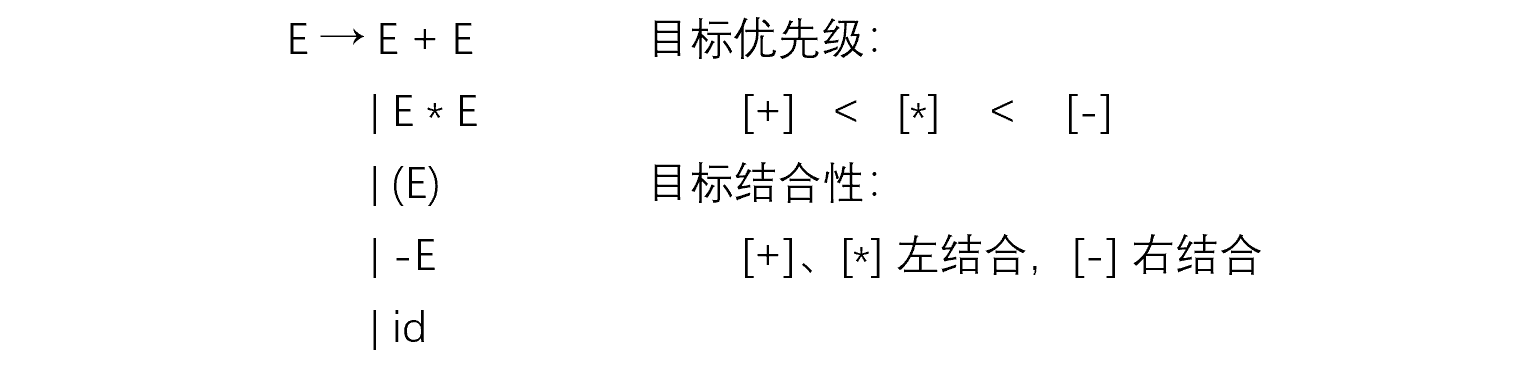 E → E + E 目标优先级：
| E * E [+] < [*] < [-]
| (E) 目标结合性：
| -E [+]、[*] 左结合，[-] 右结合
| id